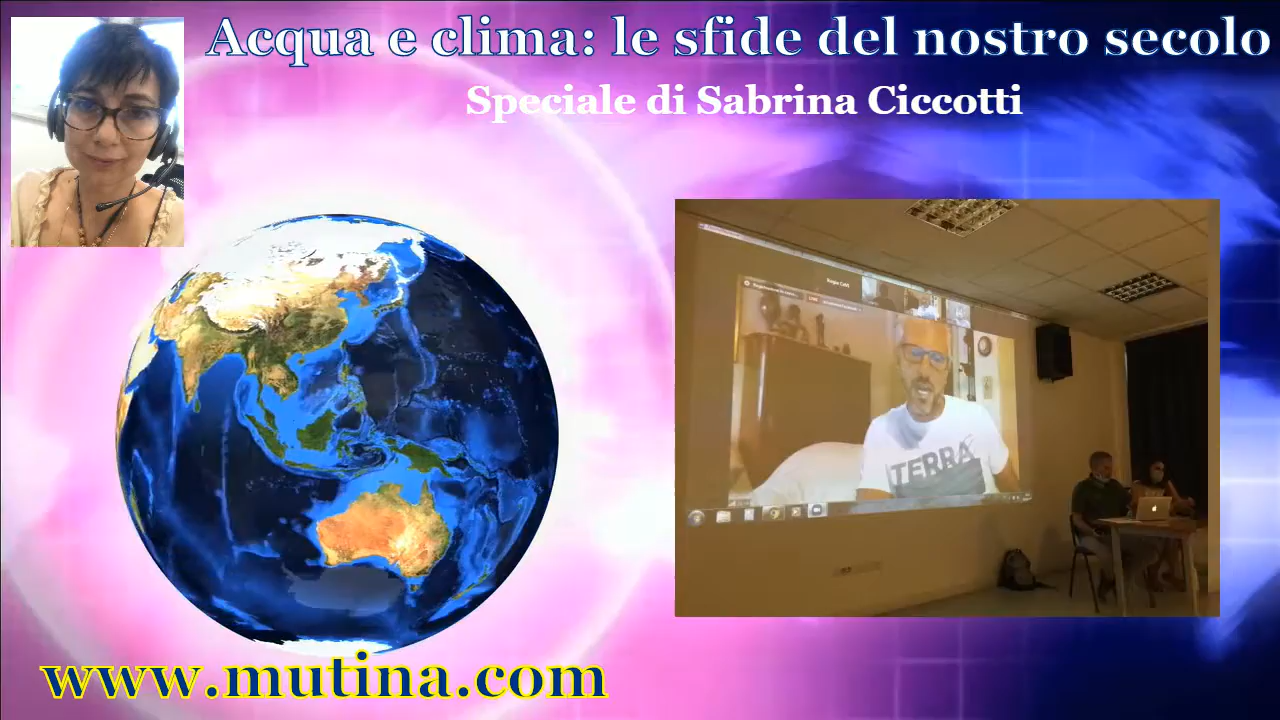 Acqua e clima: le sfide del nostro secolo
Speciale di Sabrina Ciccotti
TERRA
www.mutina.com